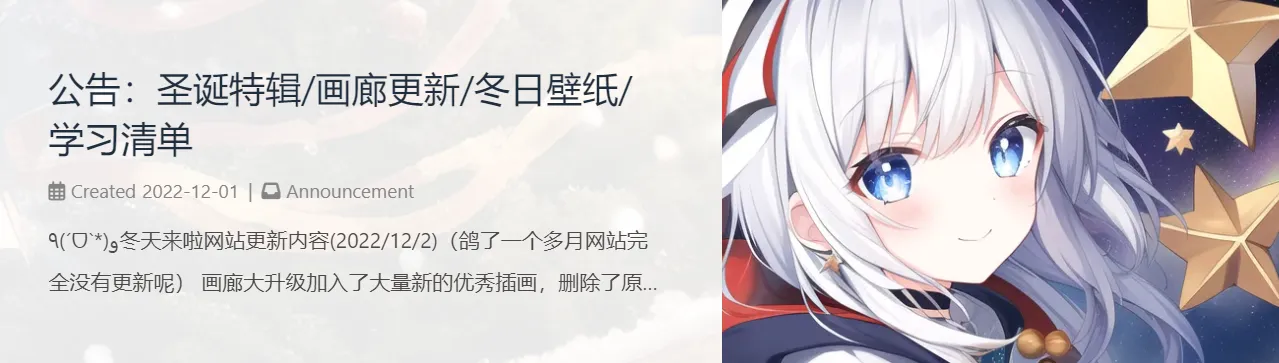 公告：圣诞特辑/画廊更新/冬日壁纸/
学习清单
Created 2022-12-01 | Announcement
٩(ˊᗜˋ*)و冬天来啦网站更新内容(2022/12/2)（鸽了一个多月网站完
全没有更新呢） 画廊大升级加入了大量新的优秀插画，删除了原...